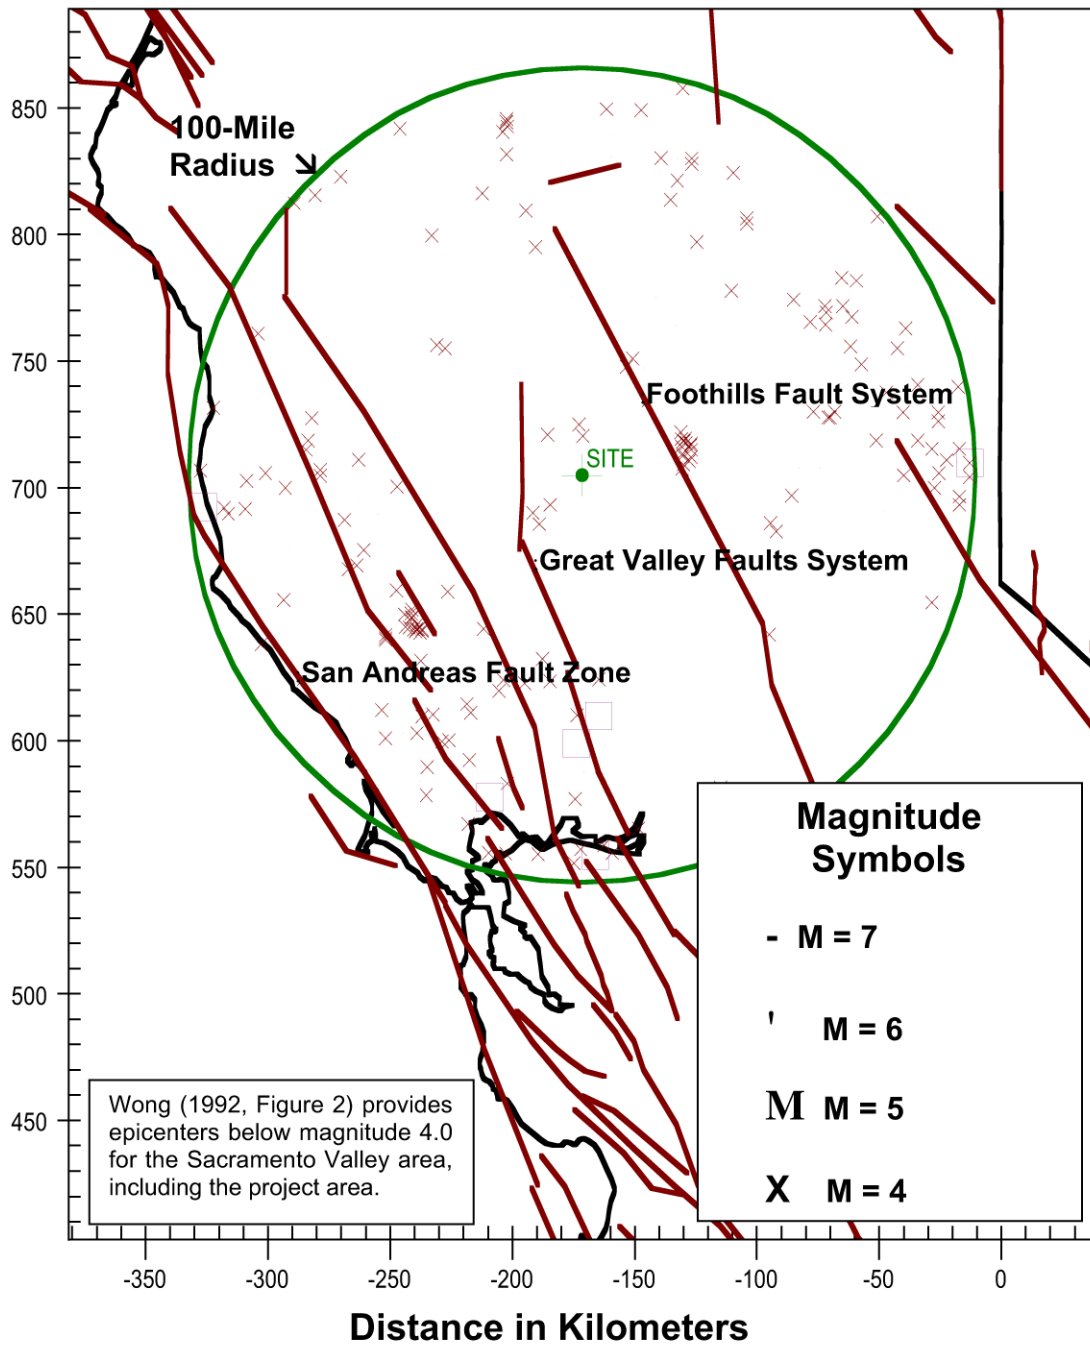 100-Mile
Radius
850
800
750
700
650
600
550
500
450
Foothills Fault System
SITE
Great Valley Faults System
San Andreas Fault Zone
Magnitude
Symbols
- M = 7
' M = 6
M M = 5
X M = 4
Wong (1992, Figure 2) provides
epicenters below magnitude 4.0
for the Sacramento Valley area,
including the project area.
-350 -300 -250 -200 -150 -100 -50 0
Distance in Kilometers